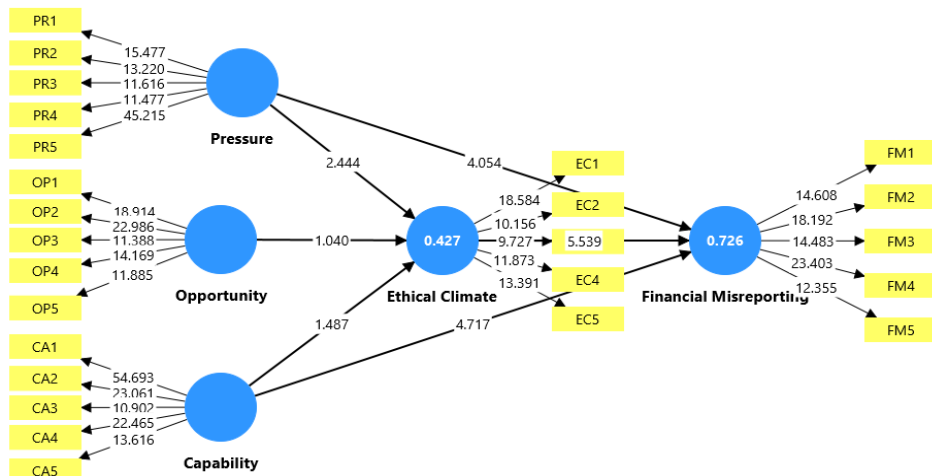 PR1
PR2
PR3
PR4
PR5
15.477
13.220
11.616
11.477
45.215
Pressure
OP1
OP2
OP3
OP4
OP5
18.914
22.986
11.388
14.169
11.885
Opportunity
CA1
CA2
CA3
CA4
CA5
54.693
23.061
10.902
22.465
13.616
Capability
2.444
1.040
1.487
4.054
4.717
0.427
Ethical Climate
18.584
10.156
9.727
11.873
13.391
EC1
EC2
5.539
EC4
EC5
0.726
Financial Misreporting
14.608
18.192
14.483
23.403
12.355
FM1
FM2
FM3
FM4
FM5